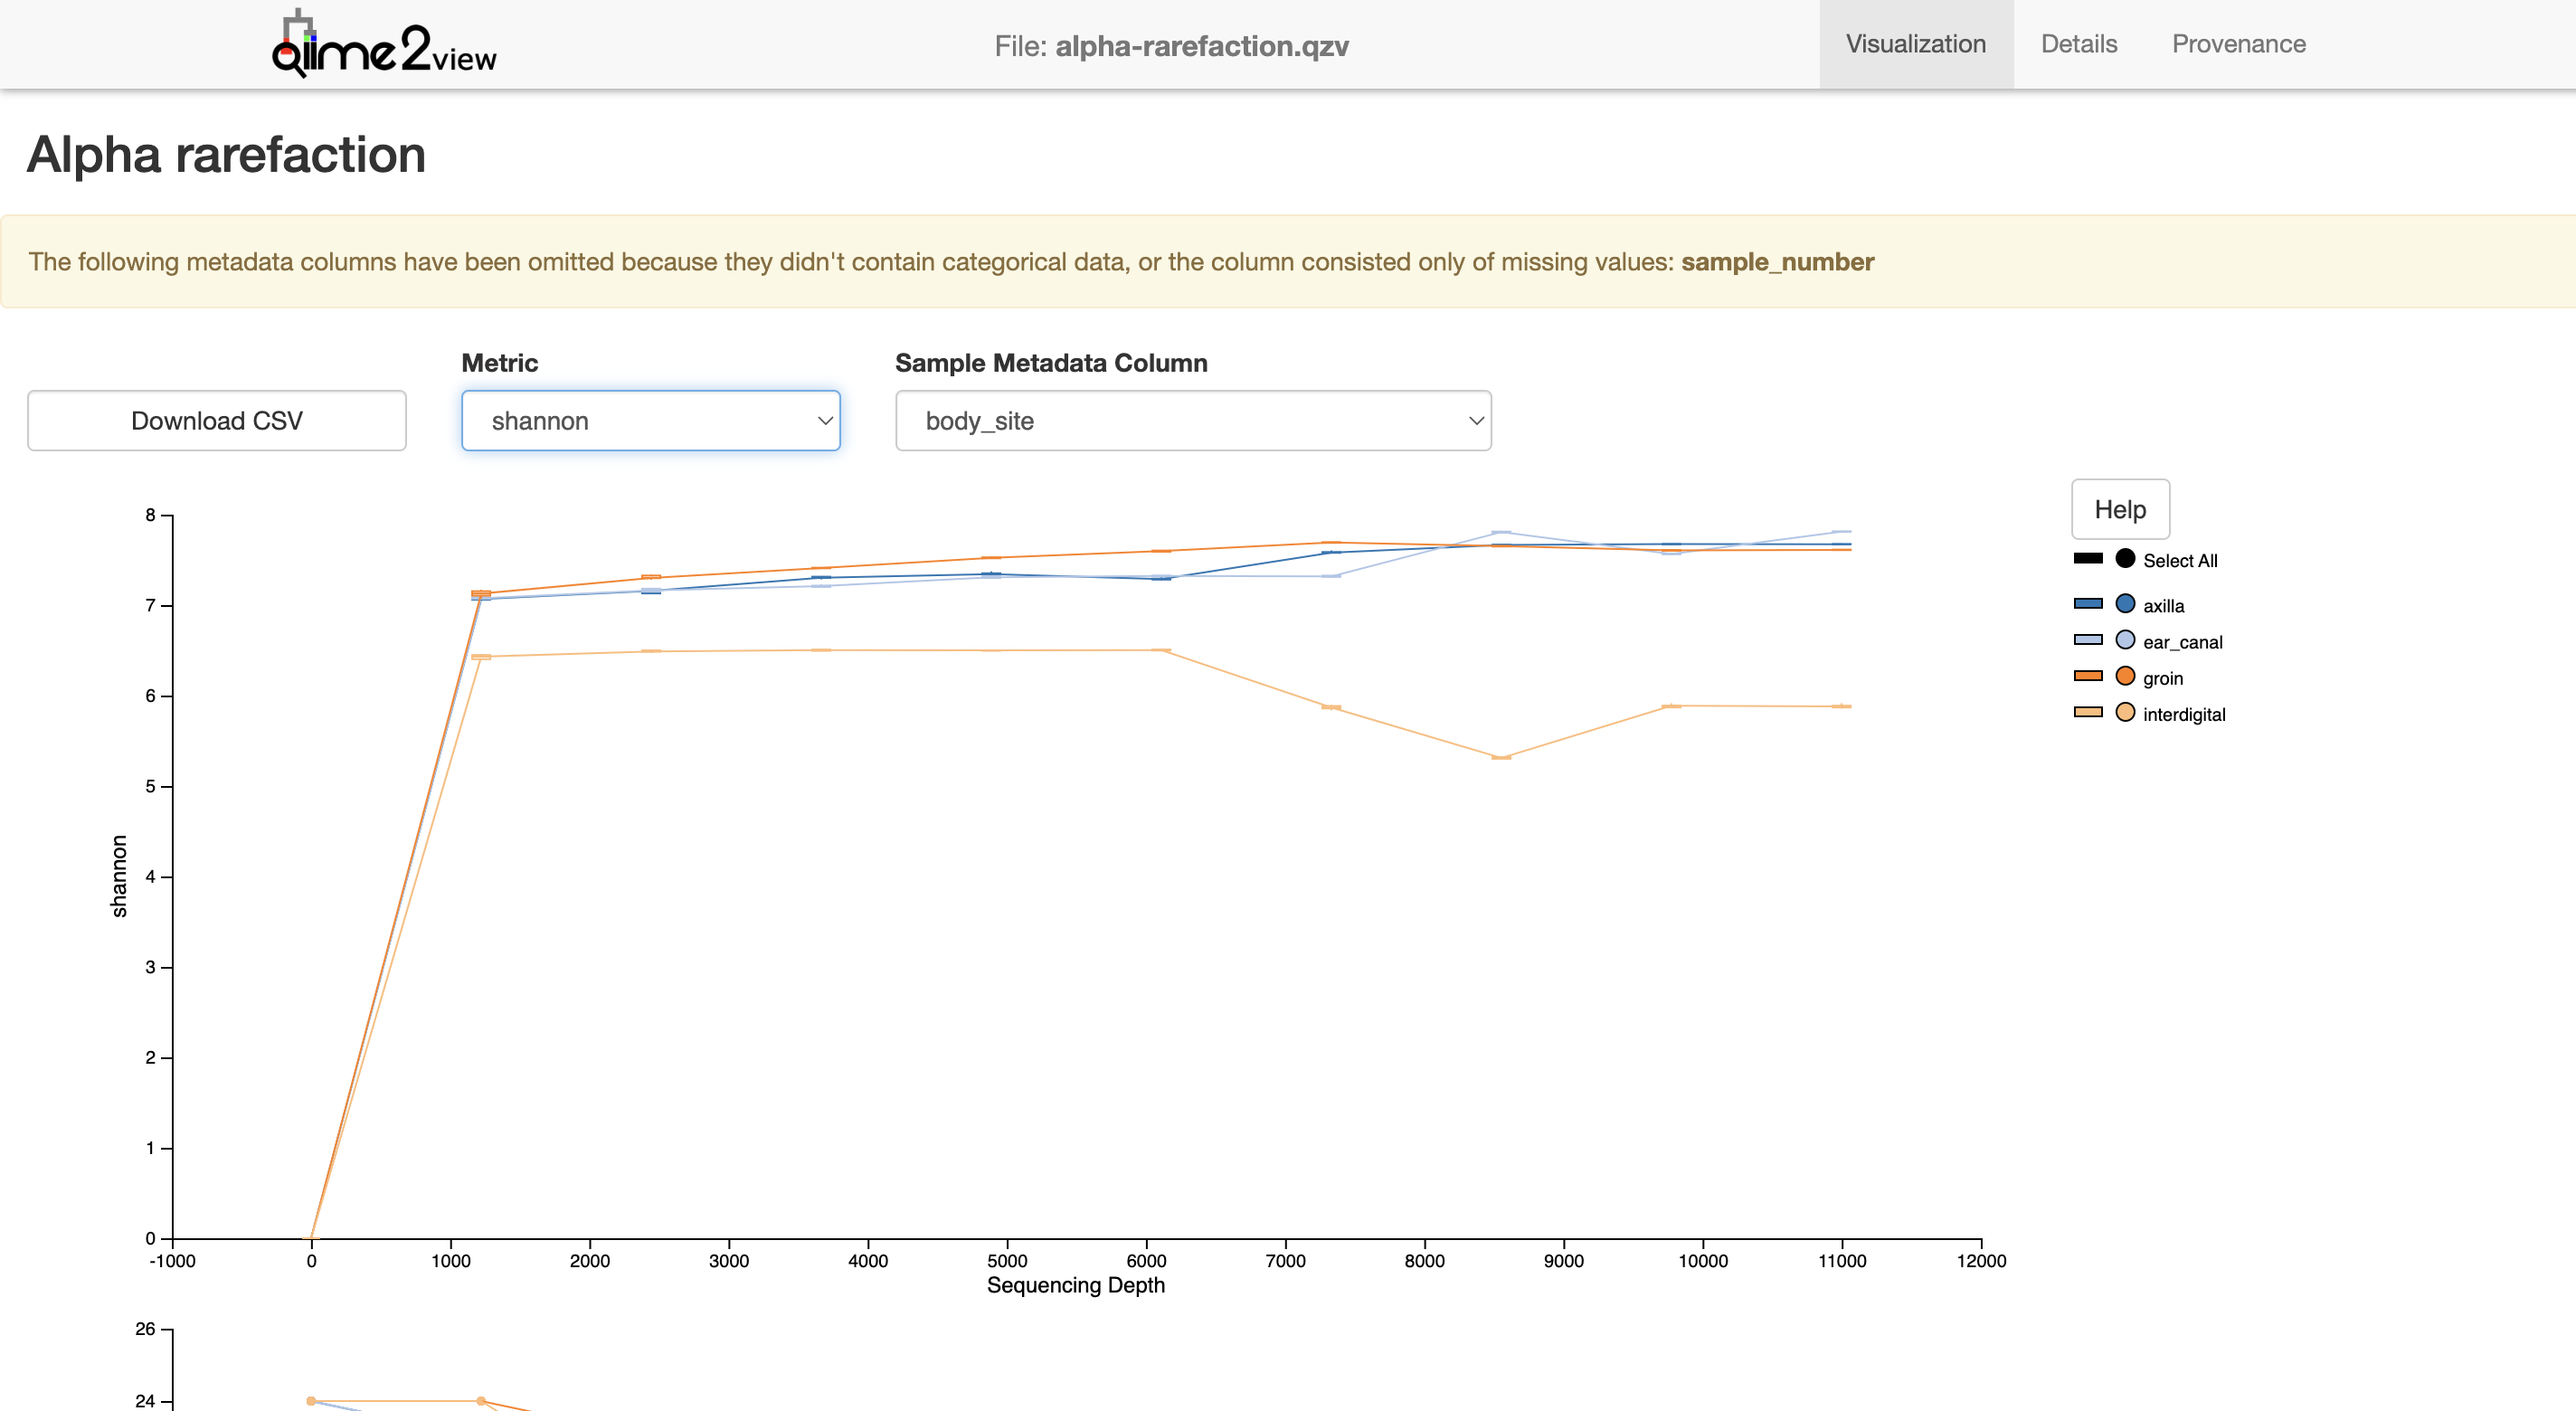 qiime2view
File: alpha-rarefaction.qzv
Visualization
Details
Provenance
Alpha rarefaction
The following metadata columns have been omitted because they didn't contain categorical data, or the column consisted only of missing values: sample_number
Metric
Sample Metadata Column
Download CSV
shannon
body_site
Help
Select All
axilla
ear_canal
groin
interdigital
8
7
6
5
4
3
2
1
0
shannon
-1000 0 1000 2000 3000 4000 5000 6000 7000 8000 9000 10000 11000 12000
Sequencing Depth
26
24